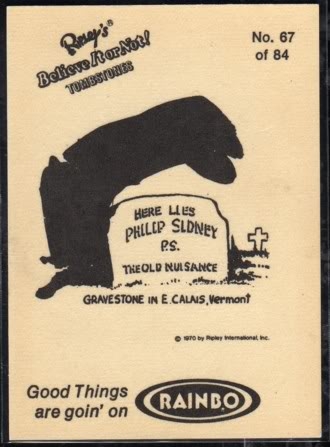 Ripley's®
Believe It or Not!
TOMBSTONES
No. 67
of 84
HERE LIES
PHILLIP SIDNEY
P.S.
THE OLD NUISANCE
GRAVESTONE IN E. CALAIS, Vermont
© 1970 by Ripley International, Inc.
Good Things
are goin' on
RAINBO